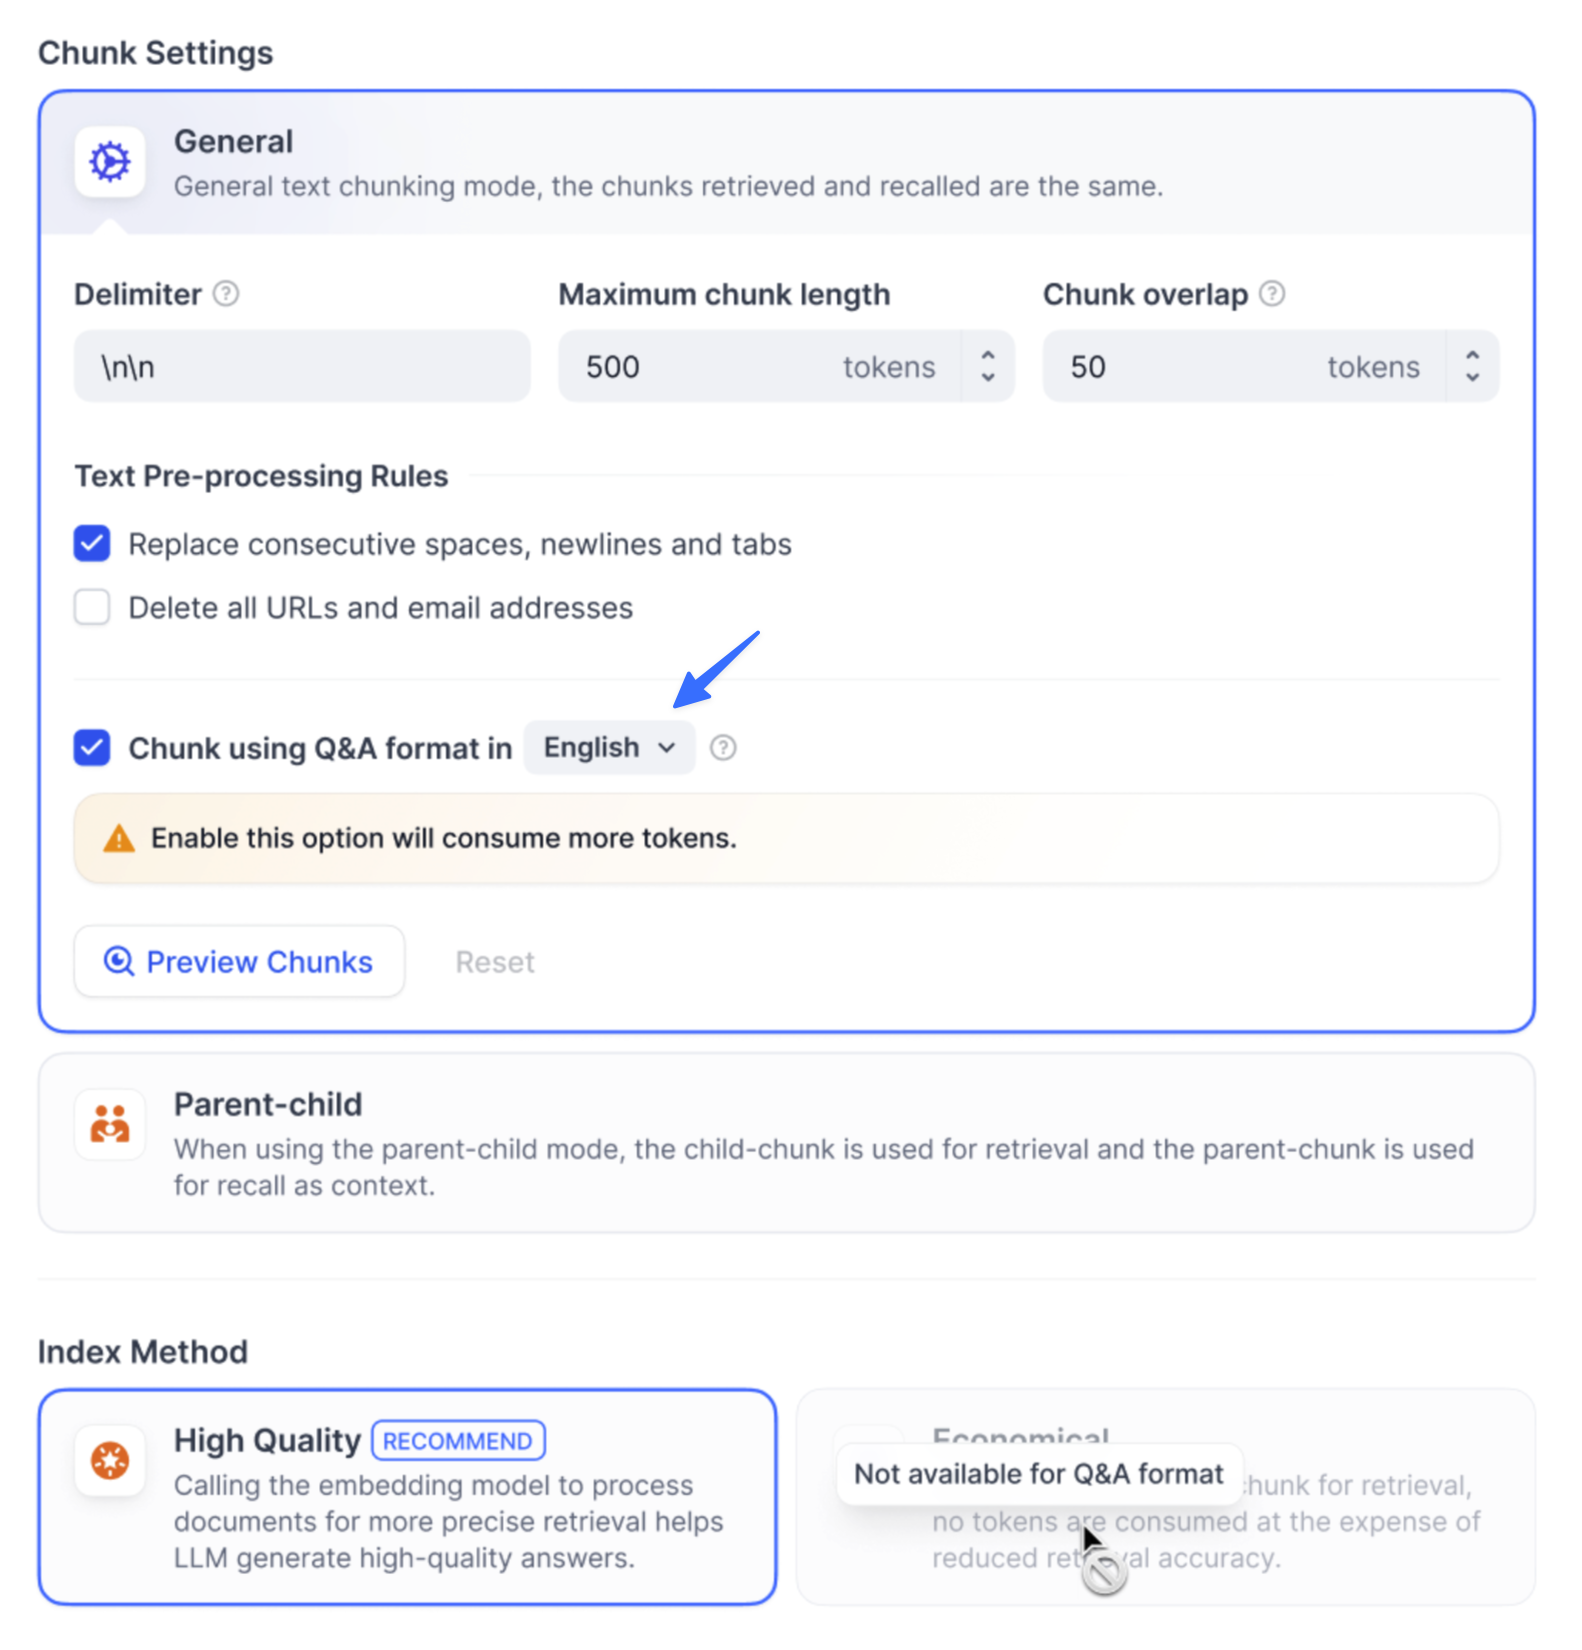 Chunk Settings
General
General text chunking mode, the chunks retrieved and recalled are the same.
Delimiter
Maximum chunk length
Chunk overlap
\n\n
500 tokens
50 tokens
Text Pre-processing Rules
Replace consecutive spaces, newlines and tabs
Delete all URLs and email addresses
Chunk using Q&A format in English
Enable this option will consume more tokens.
Preview Chunks
Reset
Parent-child
When using the parent-child mode, the child-chunk is used for retrieval and the parent-chunk is used
for recall as context.
Index Method
High Quality RECOMMEND
Calling the embedding model to process
documents for more precise retrieval helps
LLM generate high-quality answers.
Economical
Not available for Q&A format
chunk for retrieval,
no tokens are consumed at the expense of
reduced retrieval accuracy.